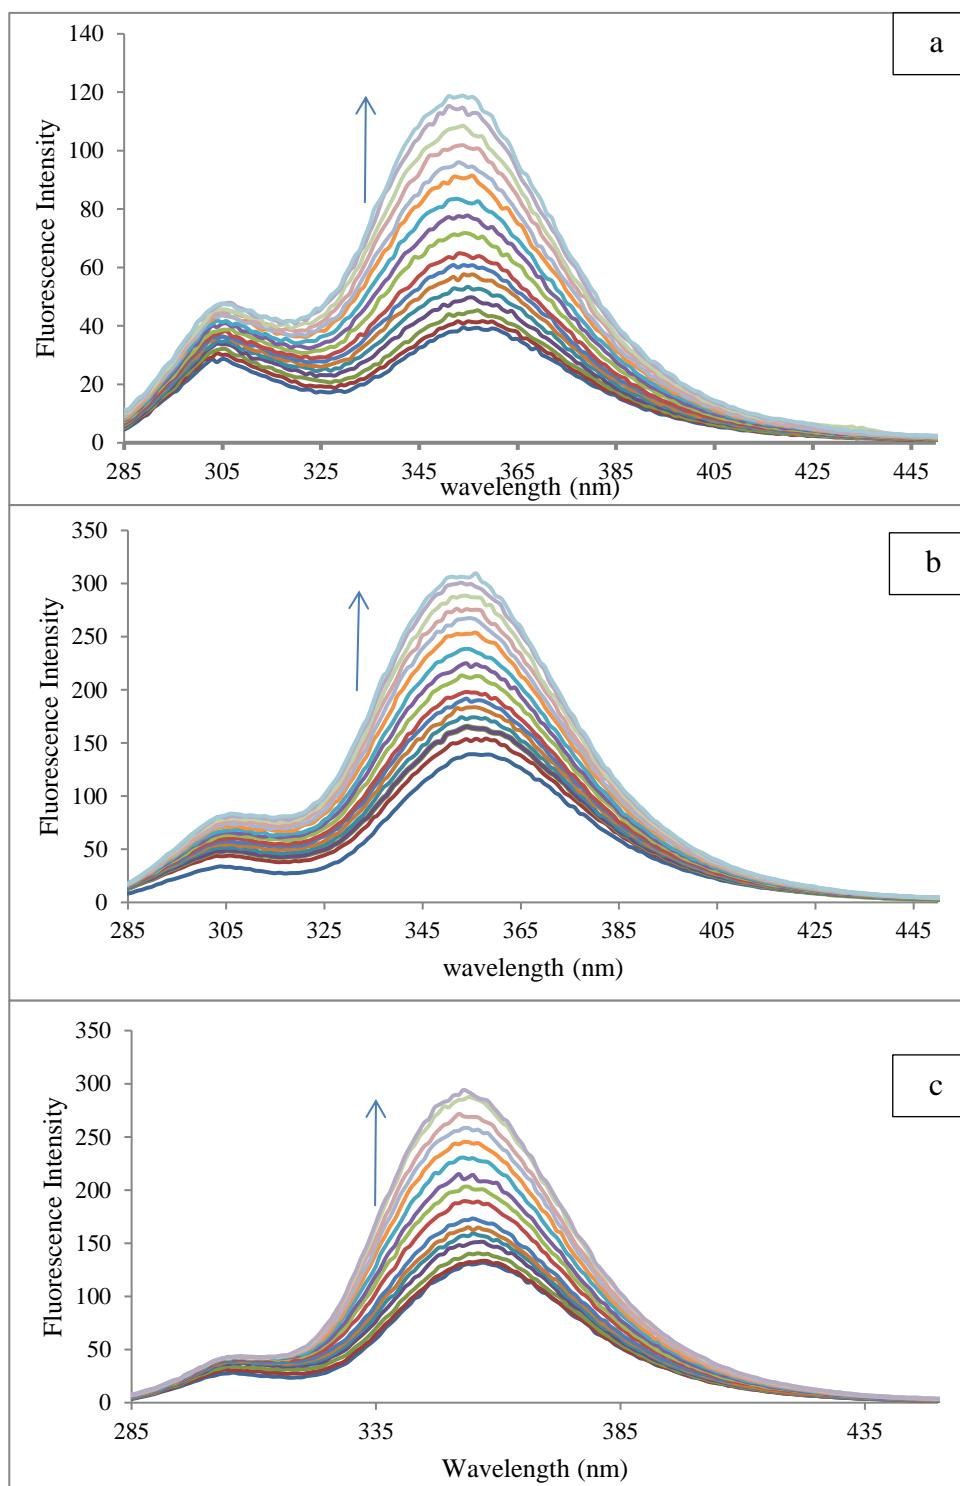 a
140
120
100
80
60
40
20
0
Fluorescence Intensity
285 305 325 345 365 385 405 425 445
wavelength (nm)
b
350
300
250
200
150
100
50
0
Fluorescence Intensity
285 305 325 345 365 385 405 425 445
wavelength (nm)
c
350
300
250
200
150
100
50
0
Fluorescence Intensity
285 335 385 435
Wavelength (nm)